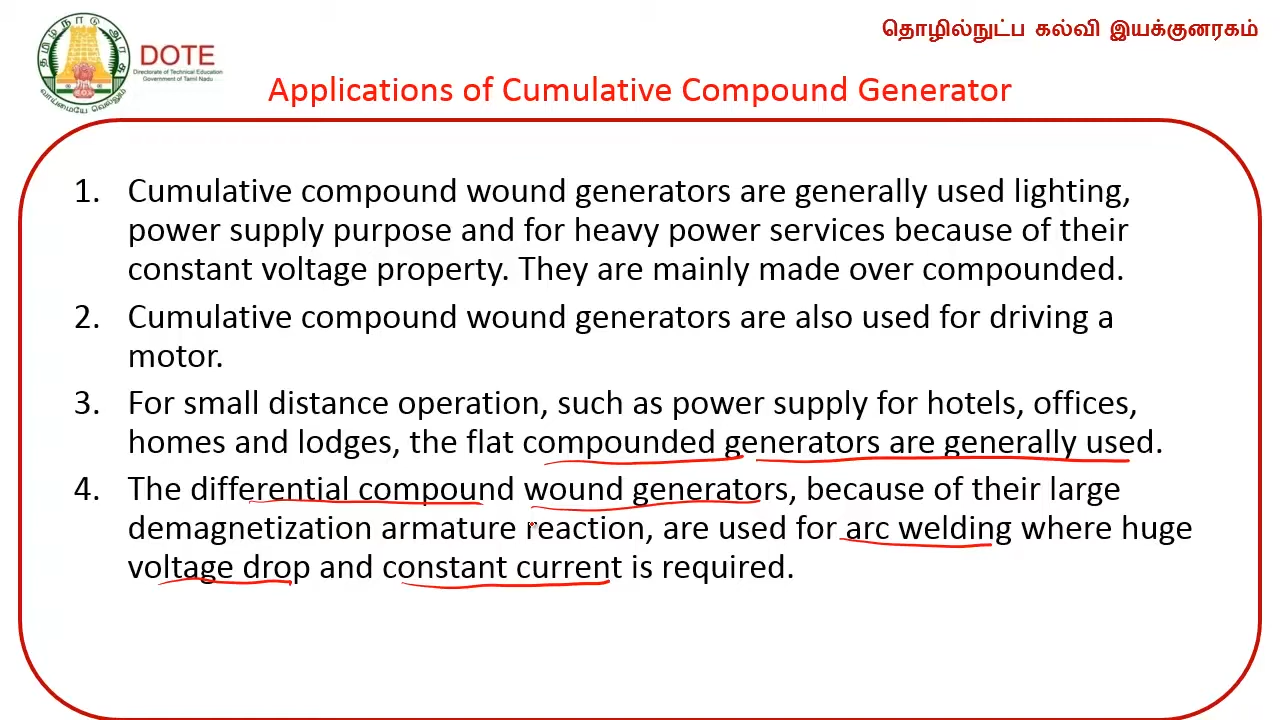 தொழில்நுட்ப கல்வி இயக்குனரகம்
தமிழ்நாடு அரசு
வாய்மையே வெல்லும்
DOTE
Directorate of Technical Education
Government of Tamil Nadu
Applications of Cumulative Compound Generator
1. Cumulative compound wound generators are generally used lighting,
power supply purpose and for heavy power services because of their
constant voltage property. They are mainly made over compounded.
2. Cumulative compound wound generators are also used for driving a
motor.
3. For small distance operation, such as power supply for hotels, offices,
homes and lodges, the flat compounded generators are generally used.
4. The differential compound wound generators, because of their large
demagnetization armature reaction, are used for arc welding where huge
voltage drop and constant current is required.